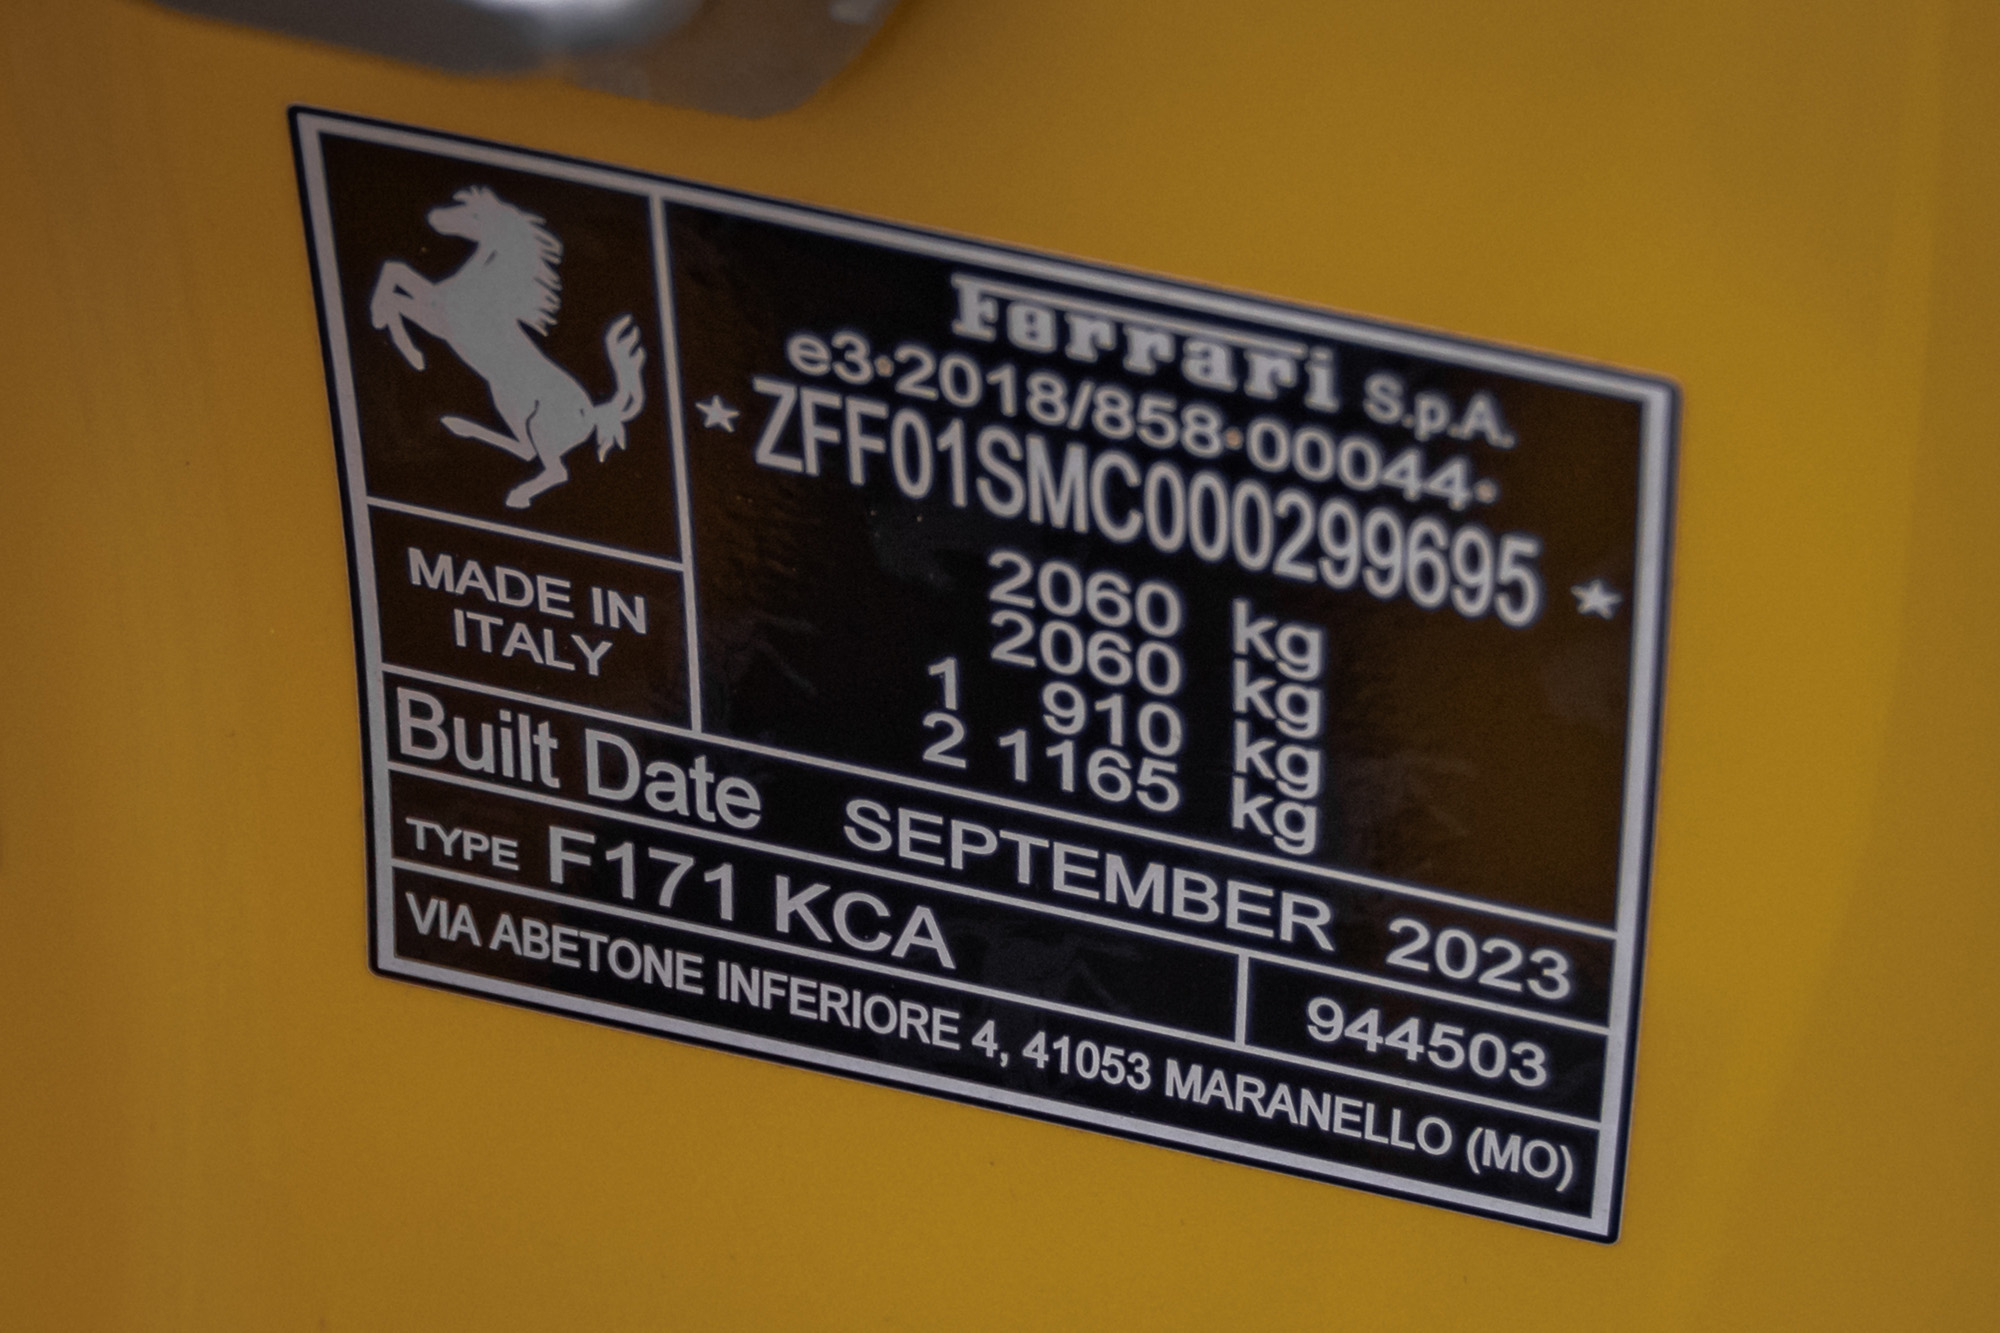 Ferrari S.p.A.
e3·2018/858·00044·
★ ZFF01SMC000299695 ★
MADE IN
ITALY
2060 kg
2060 kg
1 910 kg
2 1165 kg
Built Date SEPTEMBER 2023
TYPE F171 KCA 944503
VIA ABETONE INFERIORE 4, 41053 MARANELLO (MO)